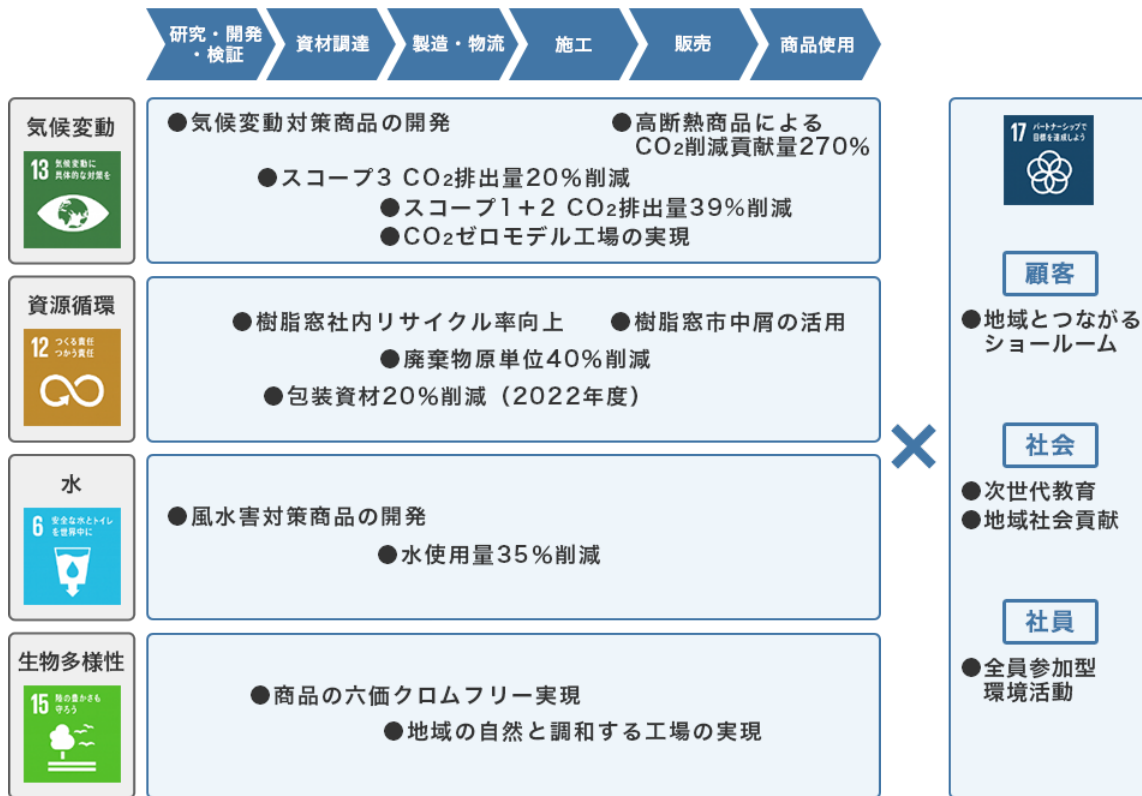 研究・開発
・検証
資材調達
製造・物流
施工
販売
商品使用
気候変動
13 気候変動に
具体的な対策を
●気候変動対策商品の開発
●高断熱商品による
CO₂削減貢献量270%
●スコープ3 CO₂排出量20%削減
●スコープ1+2 CO₂排出量39%削減
●CO₂ゼロモデル工場の実現
資源循環
12 つくる責任
つかう責任
●樹脂窓社内リサイクル率向上
●樹脂窓市中屑の活用
●廃棄物原単位40%削減
●包装資材20%削減（2022年度）
水
6 安全な水とトイレ
を世界中に
●風水害対策商品の開発
●水使用量35%削減
生物多様性
15 陸の豊かさも
守ろう
●商品の六価クロムフリー実現
●地域の自然と調和する工場の実現
×
17 パートナーシップで
目標を達成しよう
顧客
●地域とつながる
ショールーム
社会
●次世代教育
●地域社会貢献
社員
●全員参加型
環境活動